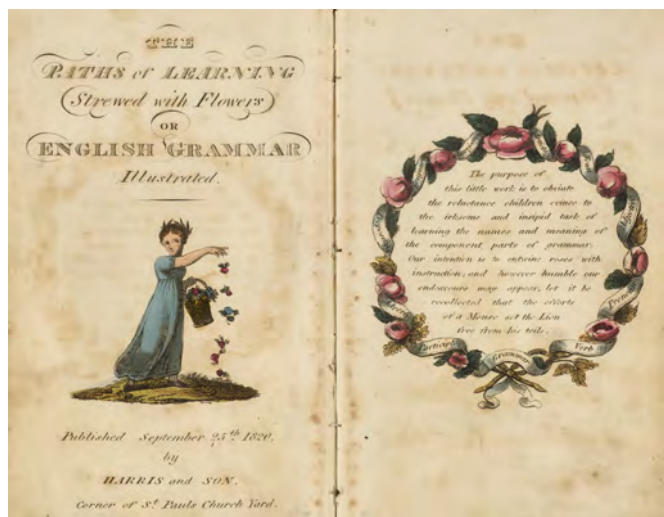 THE
PATHS of LEARNING
Strewed with Flowers
OR
ENGLISH GRAMMAR
Illustrated.
Published September 25th 1820,
by
HARRIS and SON.
Corner of St. Pauls Church Yard.
The purpose of
this little work is to obviate
the reluctance children evince to
the irksome and insipid task of
learning the names and meaning of
the component parts of grammar.
Our intention is to entwine roses with
instruction; and however humble our
endeavours may appear, let it be
recollected that the efforts
of a Mouse set the Lion
free from his toils.
Pronoun
Verb
Grammar
Participle